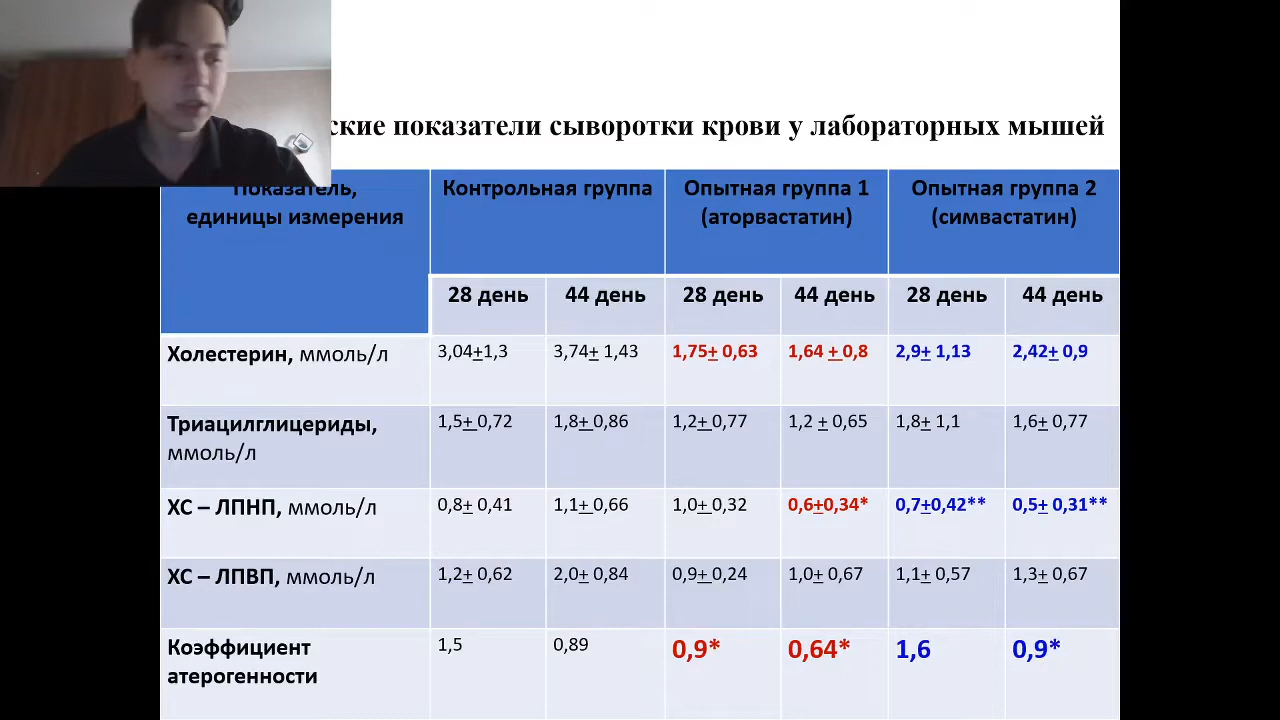 ские показатели сыворотки крови у лабораторных мышей
Показатель,
единицы измерения
Контрольная группа
Опытная группа 1
(аторвастатин)
Опытная группа 2
(симвастатин)
28 день
44 день
28 день
44 день
28 день
44 день
Холестерин, ммоль/л
3,04±1,3
3,74± 1,43
1,75± 0,63
1,64 ± 0,8
2,9± 1,13
2,42± 0,9
Триацилглицериды,
ммоль/л
1,5± 0,72
1,8± 0,86
1,2± 0,77
1,2 ± 0,65
1,8± 1,1
1,6± 0,77
ХС – ЛПНП, ммоль/л
0,8± 0,41
1,1± 0,66
1,0± 0,32
0,6±0,34*
0,7±0,42**
0,5± 0,31**
ХС – ЛПВП, ммоль/л
1,2± 0,62
2,0± 0,84
0,9± 0,24
1,0± 0,67
1,1± 0,57
1,3± 0,67
Коэффициент
атерогенности
1,5
0,89
0,9*
0,64*
1,6
0,9*